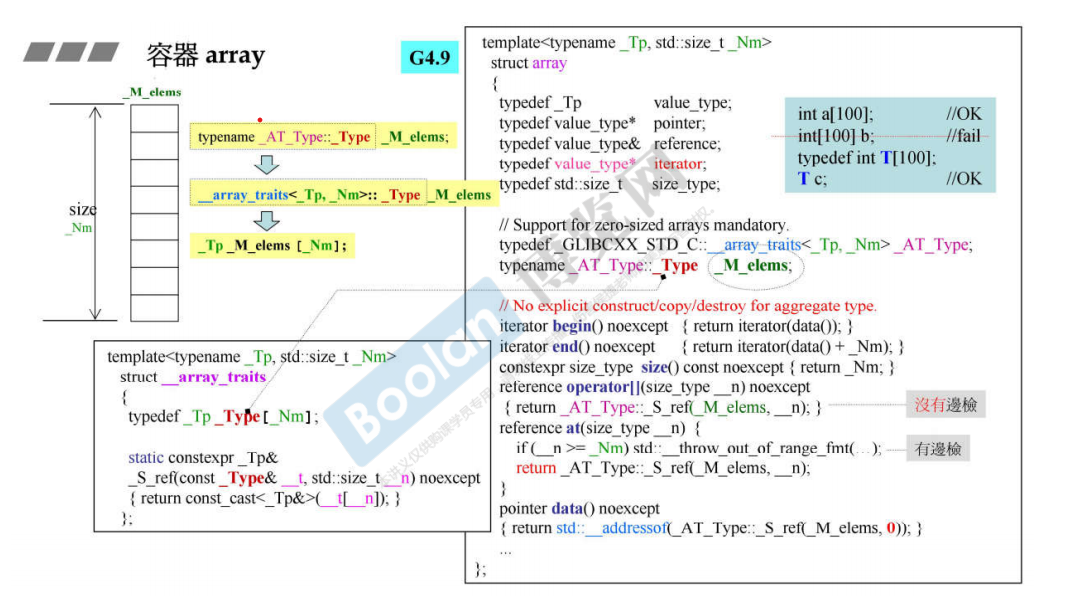 容器 array
G4.9
_M_elems
typename _AT_Type::_Type _M_elems;
__array_traits<_Tp, _Nm>:: _Type _M_elems
_Tp _M_elems [_Nm];
size
_Nm
template<typename _Tp, std::size_t _Nm>
struct __array_traits
{
typedef _Tp _Type[_Nm];
static constexpr _Tp&
_S_ref(const _Type& __t, std::size_t __n) noexcept
{ return const_cast<_Tp&>(__t[__n]); }
};
template<typename _Tp, std::size_t _Nm>
struct array
{
typedef _Tp value_type;
typedef value_type* pointer;
typedef value_type& reference;
typedef value_type* iterator;
typedef std::size_t size_type;
// Support for zero-sized arrays mandatory.
typedef _GLIBCXX_STD_C::__array_traits<_Tp, _Nm> _AT_Type;
typename _AT_Type::_Type _M_elems;
// No explicit construct/copy/destroy for aggregate type.
iterator begin() noexcept { return iterator(data()); }
iterator end() noexcept { return iterator(data() + _Nm); }
constexpr size_type size() const noexcept { return _Nm; }
reference operator[](size_type __n) noexcept
{ return _AT_Type::_S_ref(_M_elems, __n); }
reference at(size_type __n) {
if (__n >= _Nm) std::__throw_out_of_range_fmt(...);
return _AT_Type::_S_ref(_M_elems, __n);
}
pointer data() noexcept
{ return std::__addressof(_AT_Type::_S_ref(_M_elems, 0)); }
...
};
int a[100]; //OK
int[100] b; //fail
typedef int T[100];
T c; //OK
沒有邊檢
有邊檢
Boolan 博览网